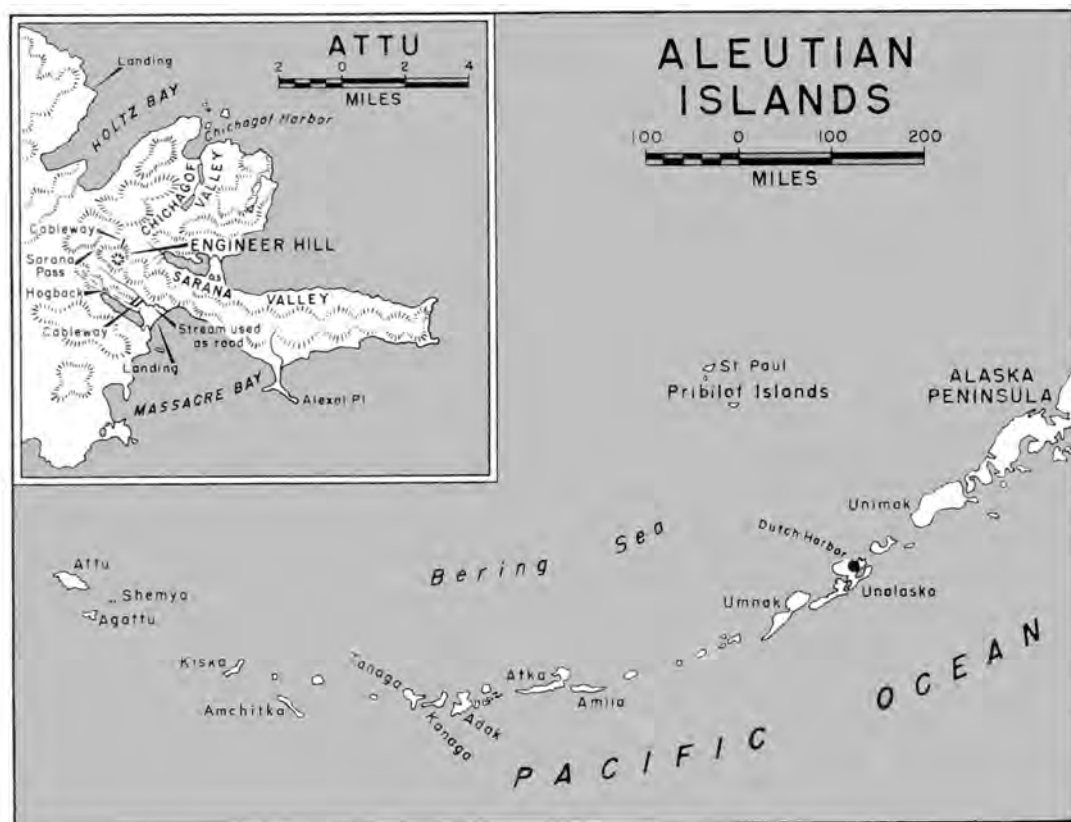 ATTU
2 0 2 4
MILES
Landing
HOLTZ BAY
Chichagof Harbor
CHICHAGOF
VALLEY
Cableway
ENGINEER HILL
Sarana
Pass
SARANA
VALLEY
Hogback
Cableway
Stream used
as road
Landing
MASSACRE BAY
Alexai Pt
ALEUTIAN
ISLANDS
100 0 100 200
MILES
St Paul
Pribilof Islands
ALASKA
PENINSULA
Unimak
Dutch Harbor
Unalaska
Umnak
Bering Sea
Attu
Shemya
Agattu
Kiska
Amchitka
Tanaga
Kanaga
Adak
Atka
Amlia
PACIFIC OCEAN